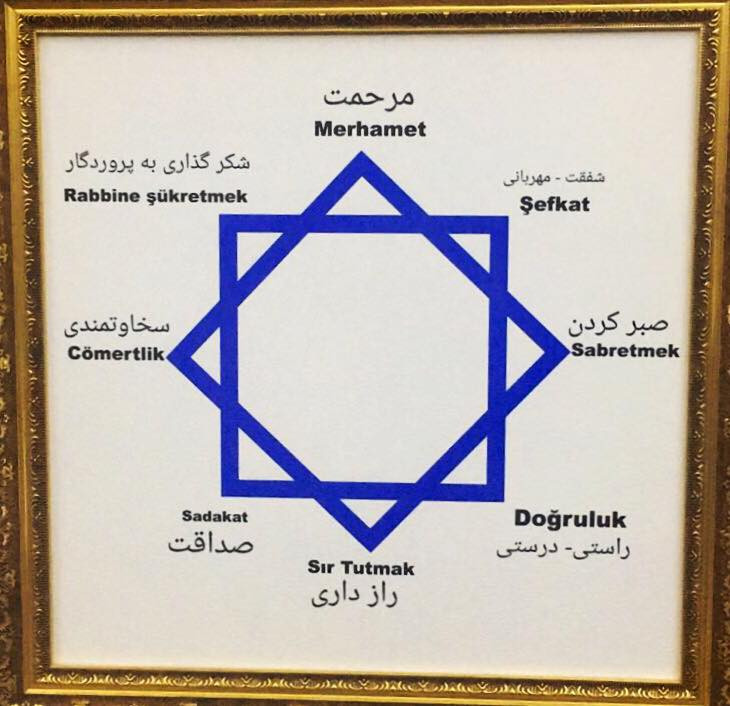 مرحمت
Merhamet
شکر گذاری به پروردگار
Rabbine şükretmek
شفقت - مهربانی
Şefkat
سخاوتمندی
Cömertlik
صبر کردن
Sabretmek
Sadakat
صداقت
Doğruluk
راستی- درستی
Sır Tutmak
راز داری